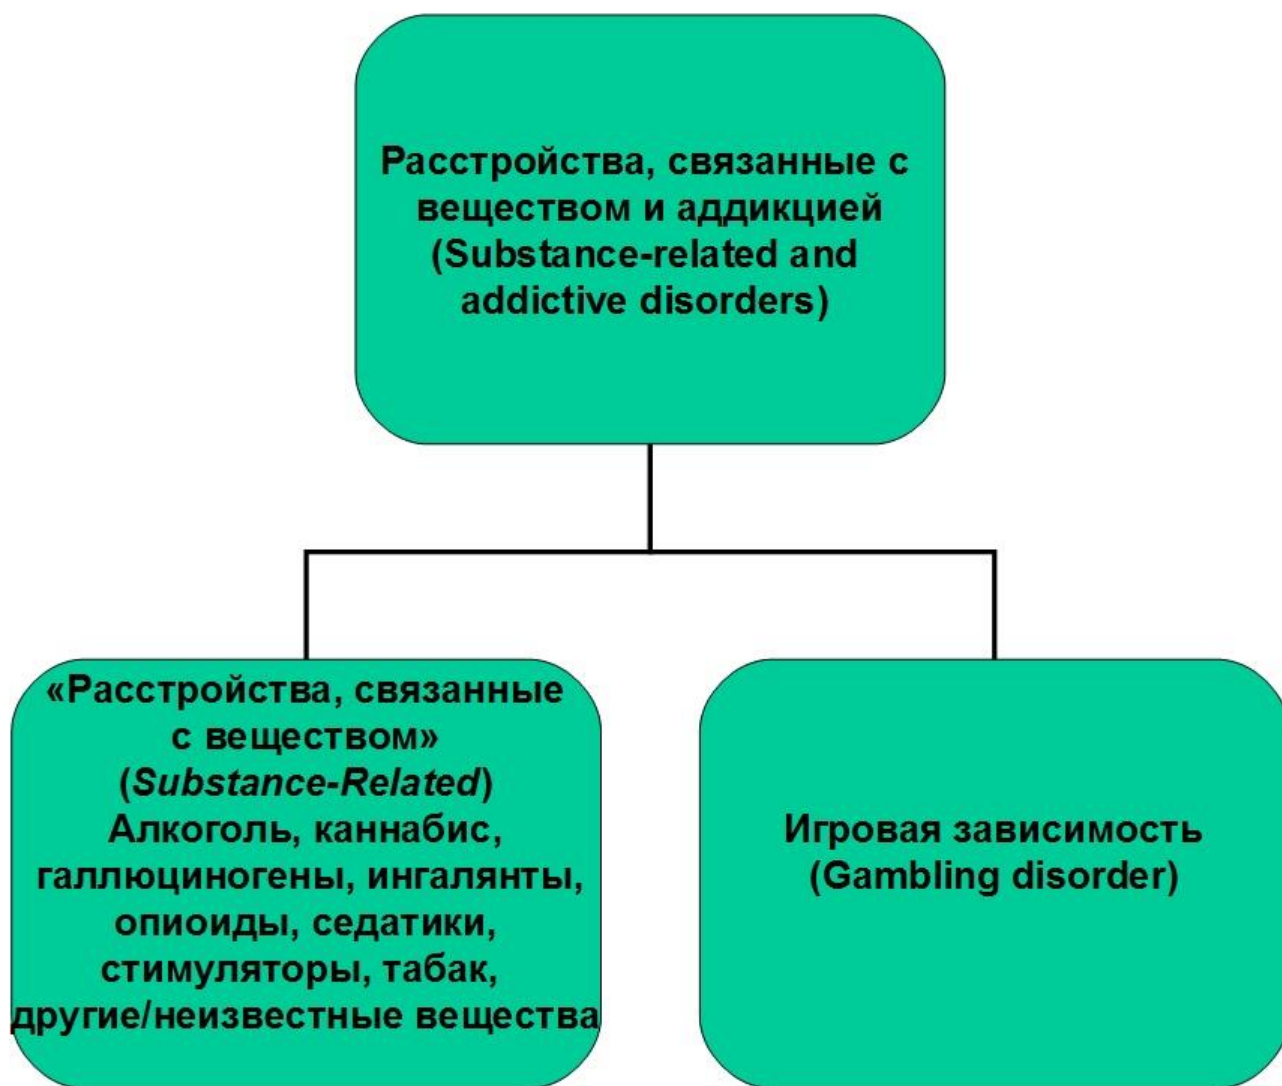 Расстройства, связанные с
веществом и аддикцией
(Substance-related and
addictive disorders)
«Расстройства, связанные
с веществом»
(Substance-Related)
Алкоголь, каннабис,
галлюциногены, ингалянты,
опиоиды, седатики,
стимуляторы, табак,
другие/неизвестные вещества
Игровая зависимость
(Gambling disorder)